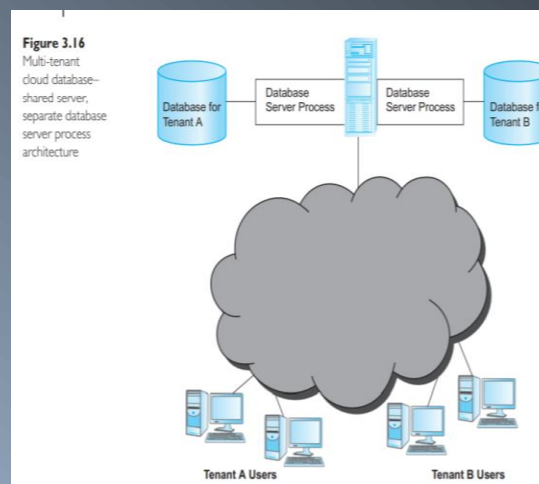 Figure 3.16
Multi-tenant
cloud database–
shared server,
separate database
server process
architecture
Database for
Tenant A
Database
Server Process
Database
Server Process
Database f
Tenant B
Tenant A Users
Tenant B Users